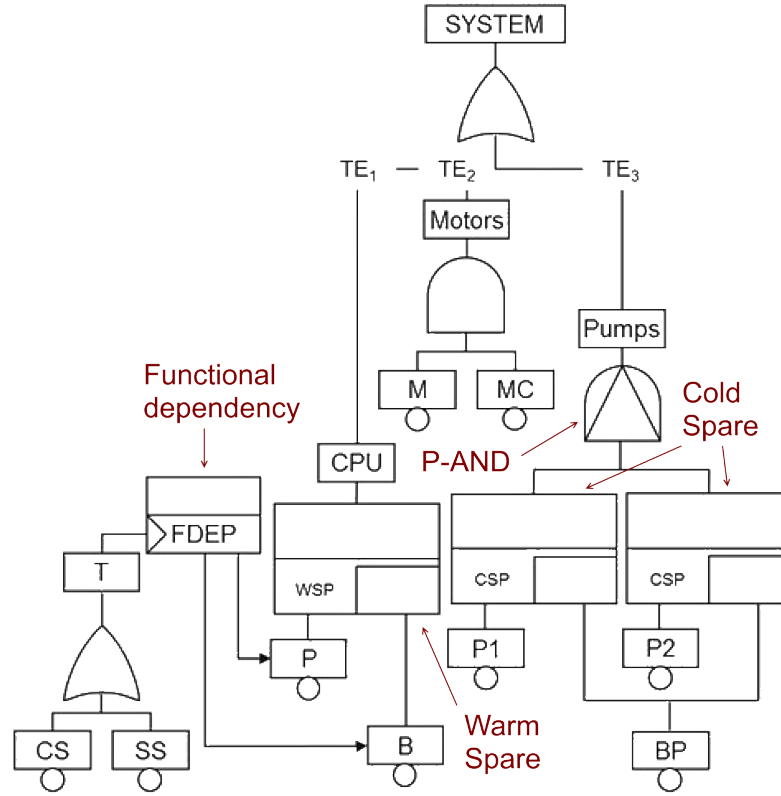 SYSTEM
TE₁ — TE₂
TE₃
Motors
Pumps
M
MC
Functional
dependency
Cold
Spare
P-AND
CPU
FDEP
T
WSP
CSP
CSP
P
P1
P2
CS
SS
B
Warm
Spare
BP